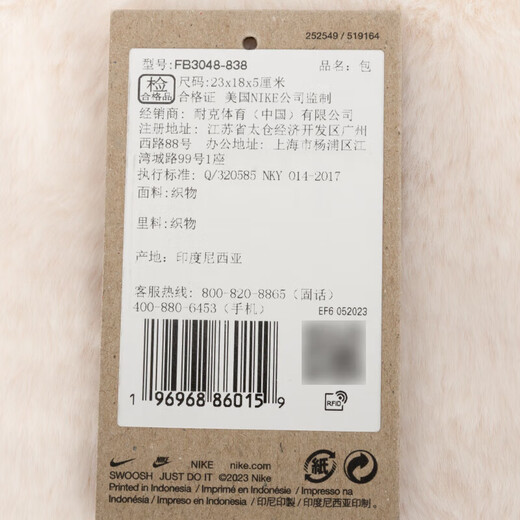 252549 / 519164
型号: FB3048-838 品名: 包
检 合格品 尺码: 23x18x5厘米
合格证 美国NIKE公司监制
经销商: 耐克体育（中国）有限公司
注册地址: 江苏省太仓经济开发区广州
西路88号 办公地址: 上海市杨浦区江
湾城路99号1座
执行标准: Q/320585 NKY 014-2017
面料: 织物
里料: 织物
产地: 印度尼西亚
客服热线: 800-820-8865（固话）
400-880-6453（手机）
EF6 052023
1 96968 86015 9
RFID
NIKE nike.com
SWOOSH JUST DO IT ©2023 Nike
Printed in Indonesia / Imprimé en Indonésie / Impresso na
Indonésia / Impreso en Indonesia / 印尼印製 / 印度尼西亚印制.
紙